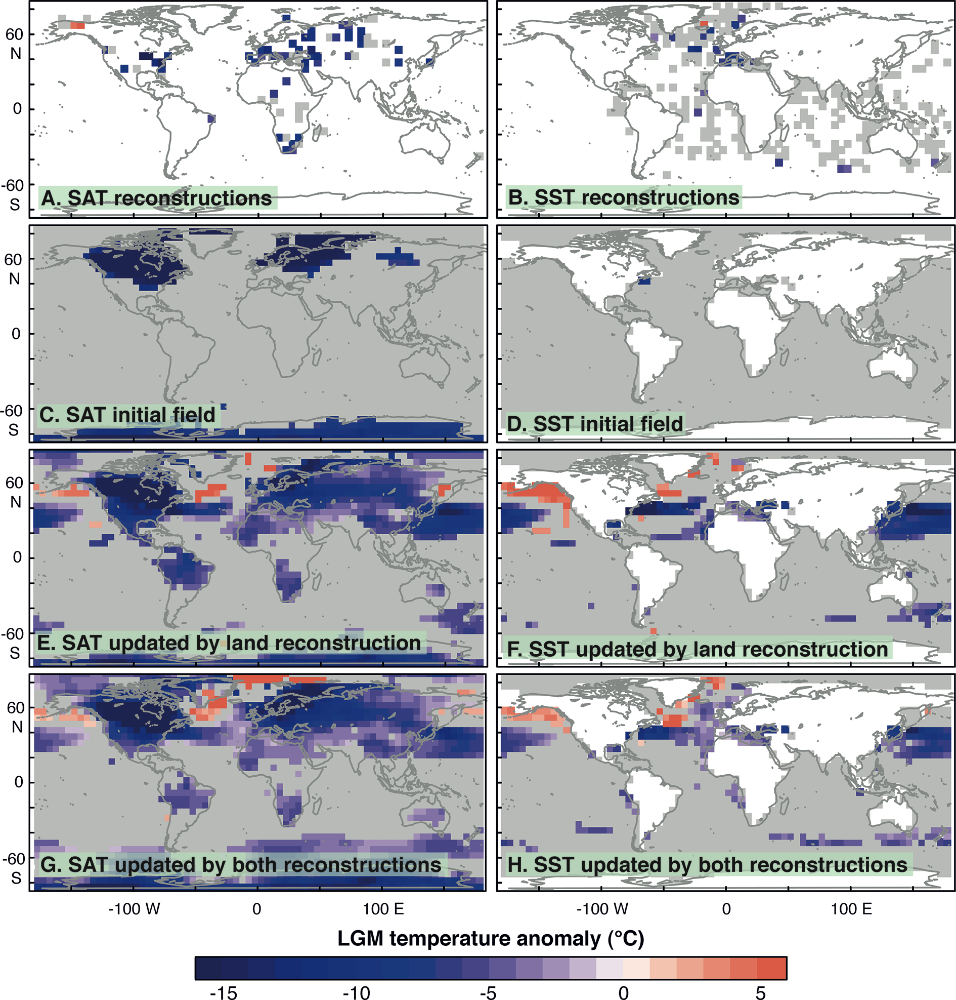 60
N
0
-60
S
A. SAT reconstructions
B. SST reconstructions
60
N
0
-60
S
C. SAT initial field
D. SST initial field
60
N
0
-60
S
E. SAT updated by land reconstruction
F. SST updated by land reconstruction
60
N
0
-60
S
G. SAT updated by both reconstructions
H. SST updated by both reconstructions
-100 W 0 100 E
-100 W 0 100 E
LGM temperature anomaly (°C)
-15 -10 -5 0 5